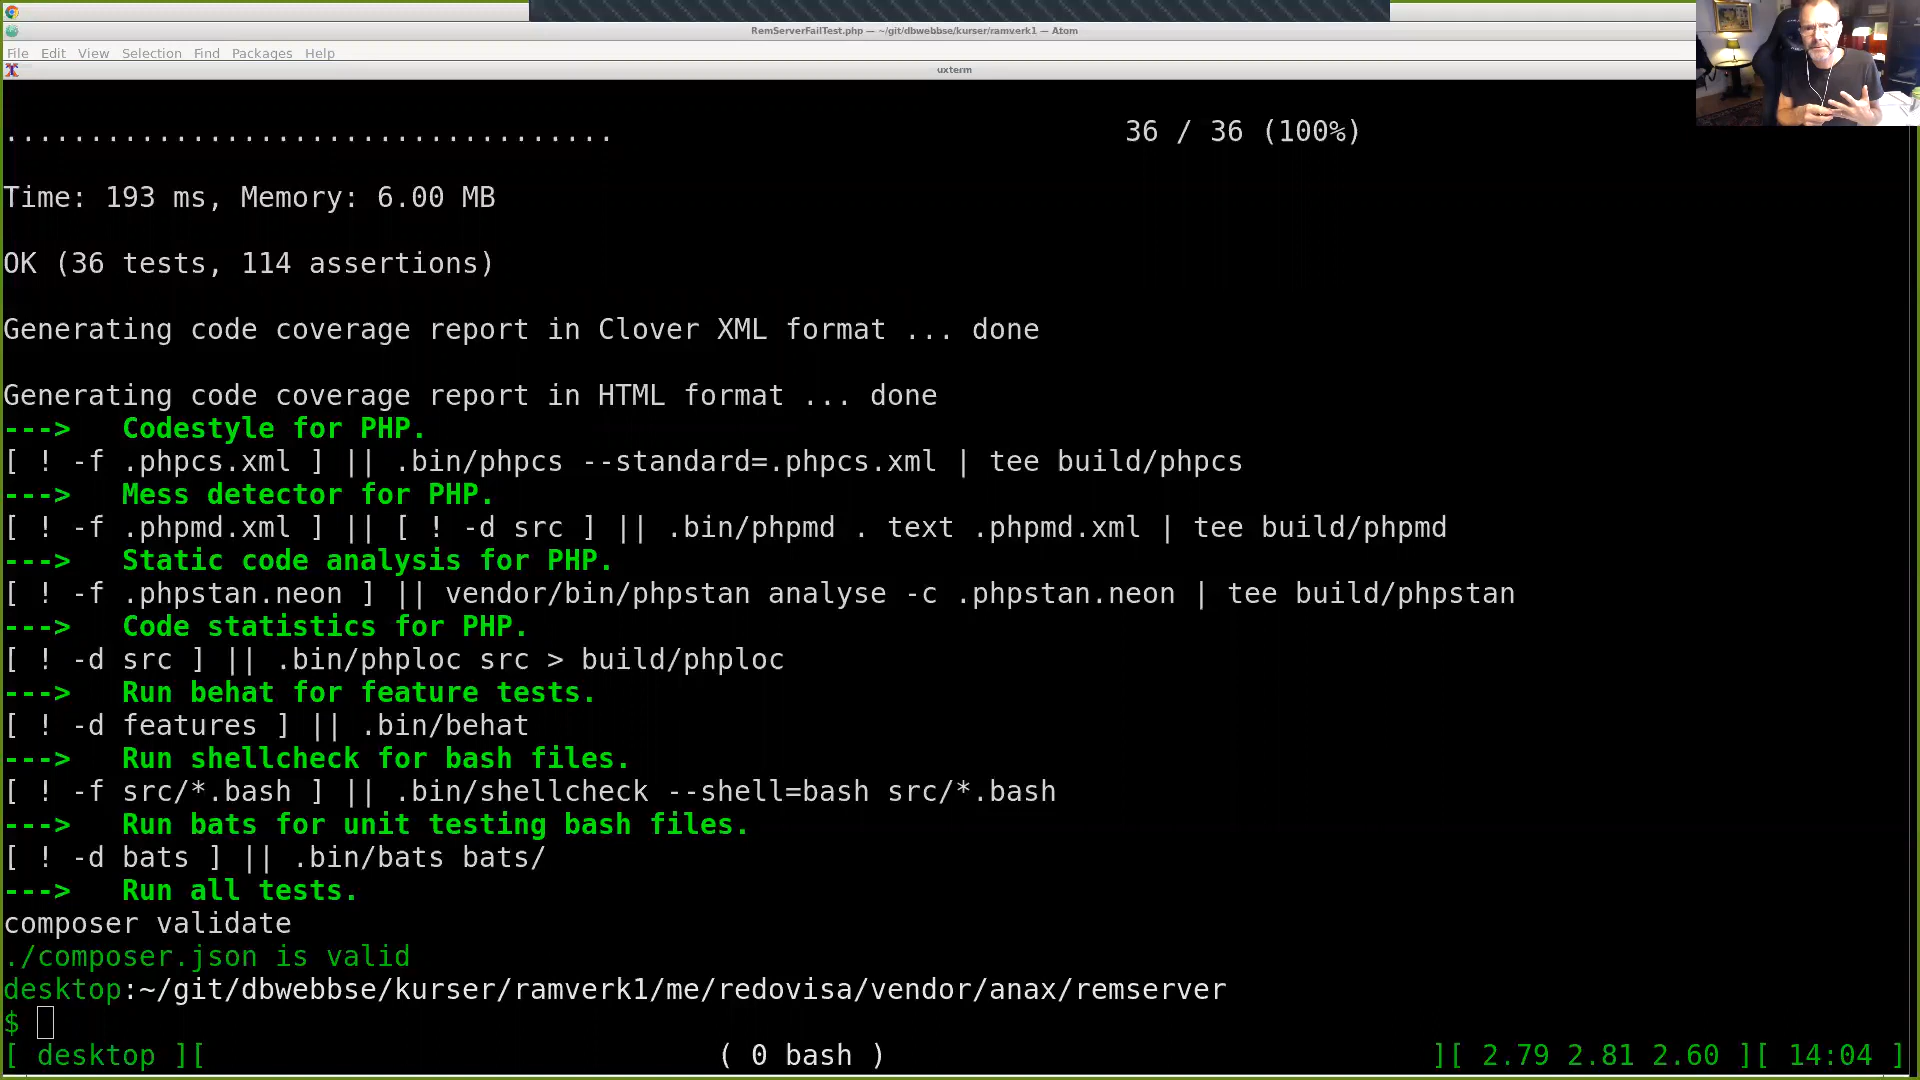 RemServerFailTest.php — ~/git/dbwebbse/kurser/ramverk1 — Atom
File Edit View Selection Find Packages Help
uxterm
.................................... 36 / 36 (100%)
Time: 193 ms, Memory: 6.00 MB
OK (36 tests, 114 assertions)
Generating code coverage report in Clover XML format ... done
Generating code coverage report in HTML format ... done
---> Codestyle for PHP.
[ ! -f .phpcs.xml ] || .bin/phpcs --standard=.phpcs.xml | tee build/phpcs
---> Mess detector for PHP.
[ ! -f .phpmd.xml ] || [ ! -d src ] || .bin/phpmd . text .phpmd.xml | tee build/phpmd
---> Static code analysis for PHP.
[ ! -f .phpstan.neon ] || vendor/bin/phpstan analyse -c .phpstan.neon | tee build/phpstan
---> Code statistics for PHP.
[ ! -d src ] || .bin/phploc src > build/phploc
---> Run behat for feature tests.
[ ! -d features ] || .bin/behat
---> Run shellcheck for bash files.
[ ! -f src/*.bash ] || .bin/shellcheck --shell=bash src/*.bash
---> Run bats for unit testing bash files.
[ ! -d bats ] || .bin/bats bats/
---> Run all tests.
composer validate
./composer.json is valid
desktop:~/git/dbwebbse/kurser/ramverk1/me/redovisa/vendor/anax/remserver
$
[ desktop ][ ( 0 bash ) ][ 2.79 2.81 2.60 ][ 14:04 ]